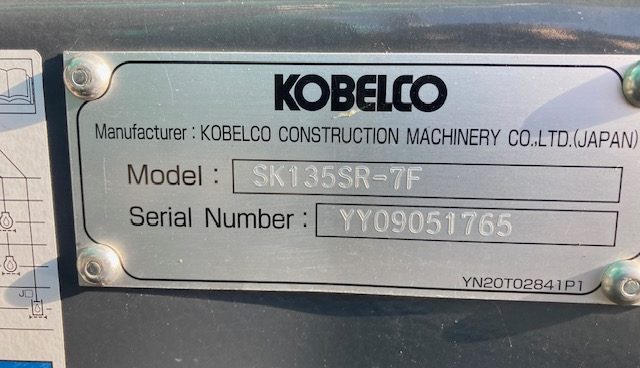 KOBELCO
Manufacturer : KOBELCO CONSTRUCTION MACHINERY CO.,LTD.(JAPAN)
Model : SK135SR-7F
Serial Number : YY09051765
YN20T02841P1